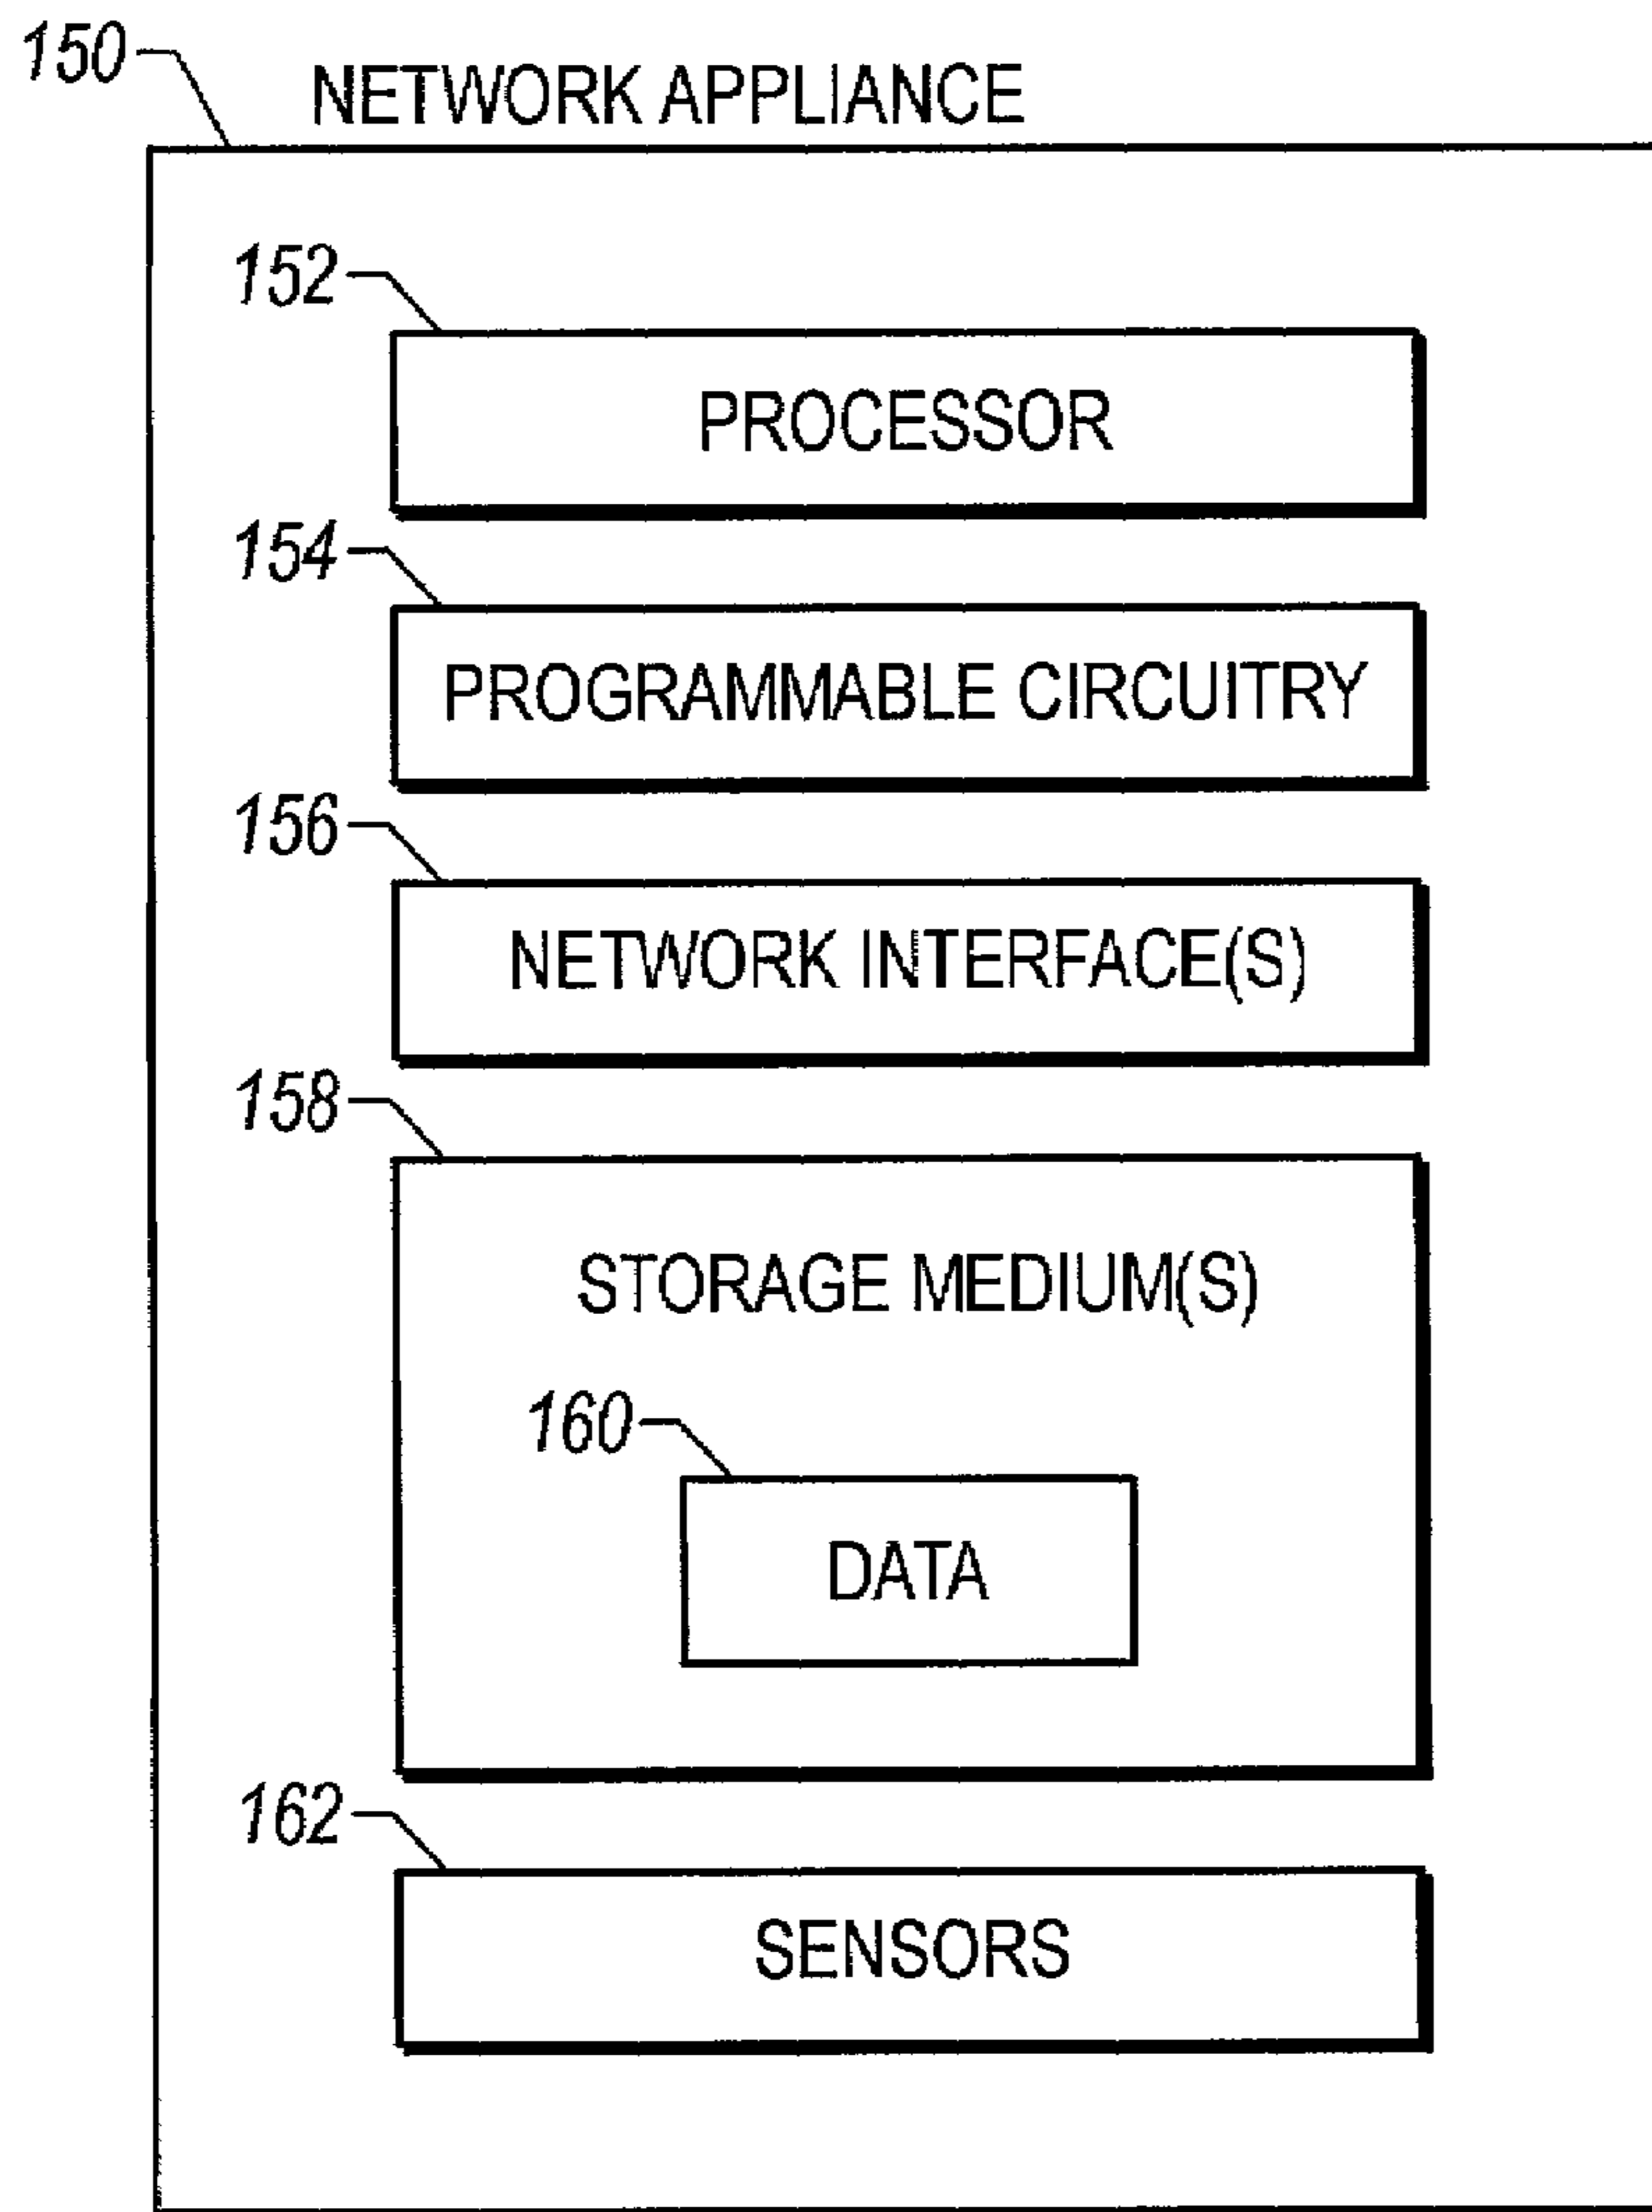 150
NETWORK APPLIANCE
152
PROCESSOR
154
PROGRAMMABLE CIRCUITRY
156
NETWORK INTERFACE(S)
158
STORAGE MEDIUM(S)
160
DATA
162
SENSORS